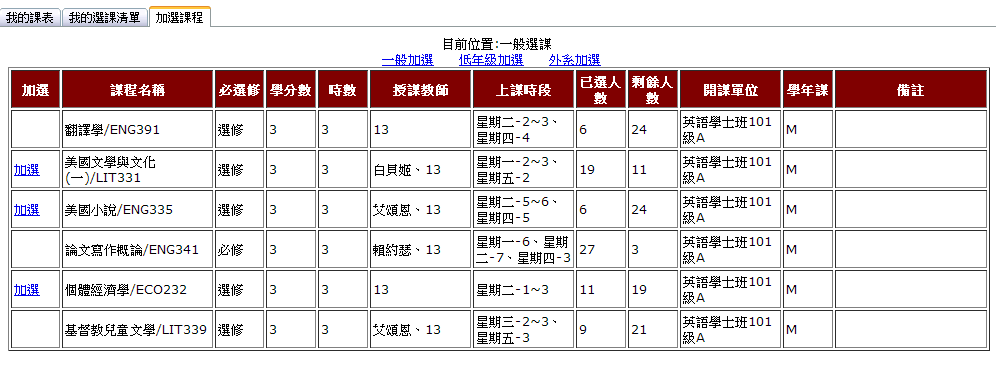 我的課表 我的選課清單 加選課程
目前位置:一般選課
一般加選 低年級加選 外系加選
加選 課程名稱 必選修 學分數 時數 授課教師 上課時段 已選人數 剩餘人數 開課單位 學年課 備註
翻譯學/ENG391 選修 3 3 13 星期二-2~3、星期四-4 6 24 英語學士班101級A M
加選 美國文學與文化(一)/LIT331 選修 3 3 白貝姬、13 星期一-2~3、星期五-2 19 11 英語學士班101級A M
加選 美國小說/ENG335 選修 3 3 艾頌恩、13 星期二-5~6、星期四-5 6 24 英語學士班101級A M
論文寫作概論/ENG341 必修 3 3 賴約瑟、13 星期一-6、星期二-7、星期四-3 27 3 英語學士班101級A M
加選 個體經濟學/ECO232 選修 3 3 13 星期二-1~3 11 19 英語學士班101級A M
基督教兒童文學/LIT339 選修 3 3 艾頌恩、13 星期三-2~3、星期五-3 9 21 英語學士班101級A M